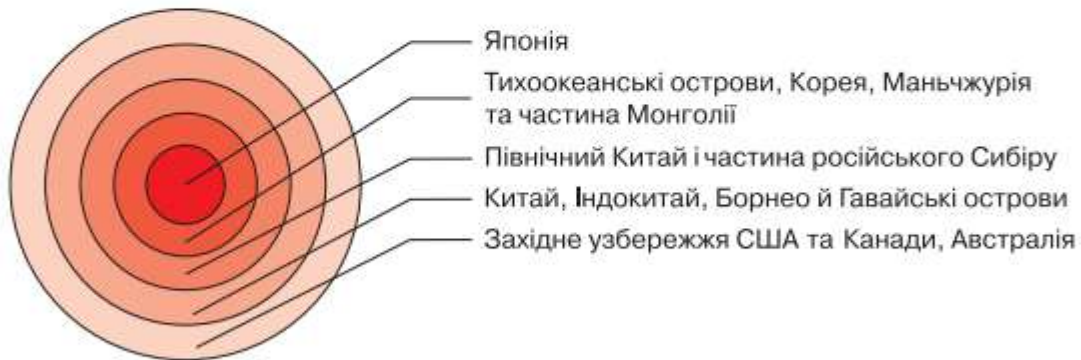 Японія
Тихоокеанські острови, Корея, Маньчжурія
та частина Монголії
Північний Китай і частина російського Сибіру
Китай, Індокитай, Борнео й Гавайські острови
Західне узбережжя США та Канади, Австралія